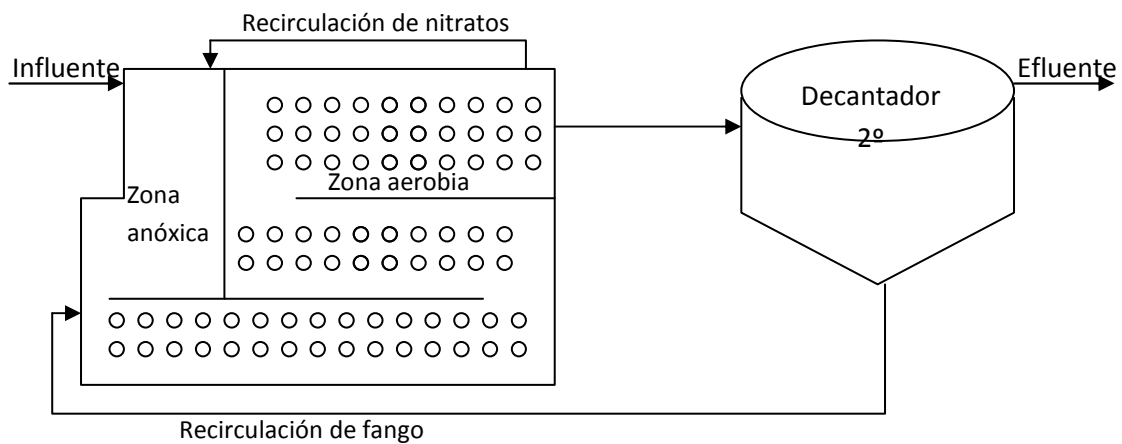 Recirculación de nitratos
Influente
Efluente
Decantador
2º
Zona aerobia
Zona
anóxica
Recirculación de fango